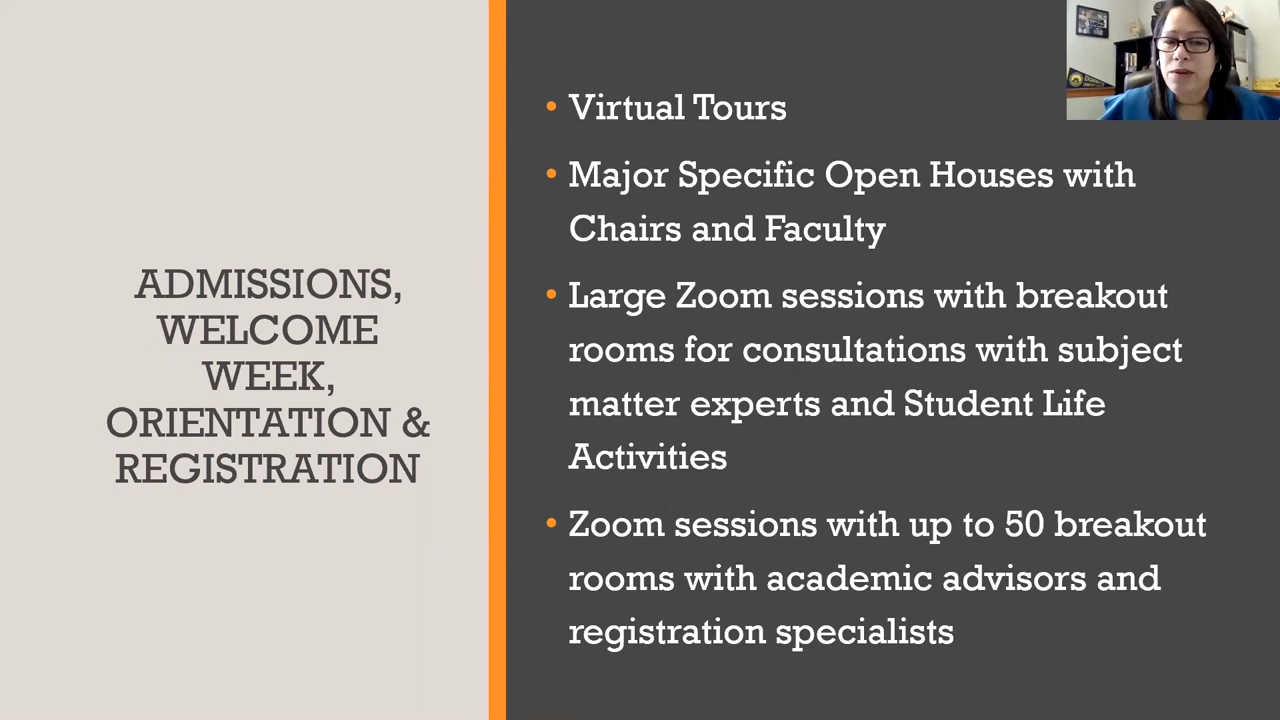 ADMISSIONS,
WELCOME
WEEK,
ORIENTATION &
REGISTRATION
• Virtual Tours
• Major Specific Open Houses with
Chairs and Faculty
• Large Zoom sessions with breakout
rooms for consultations with subject
matter experts and Student Life
Activities
• Zoom sessions with up to 50 breakout
rooms with academic advisors and
registration specialists